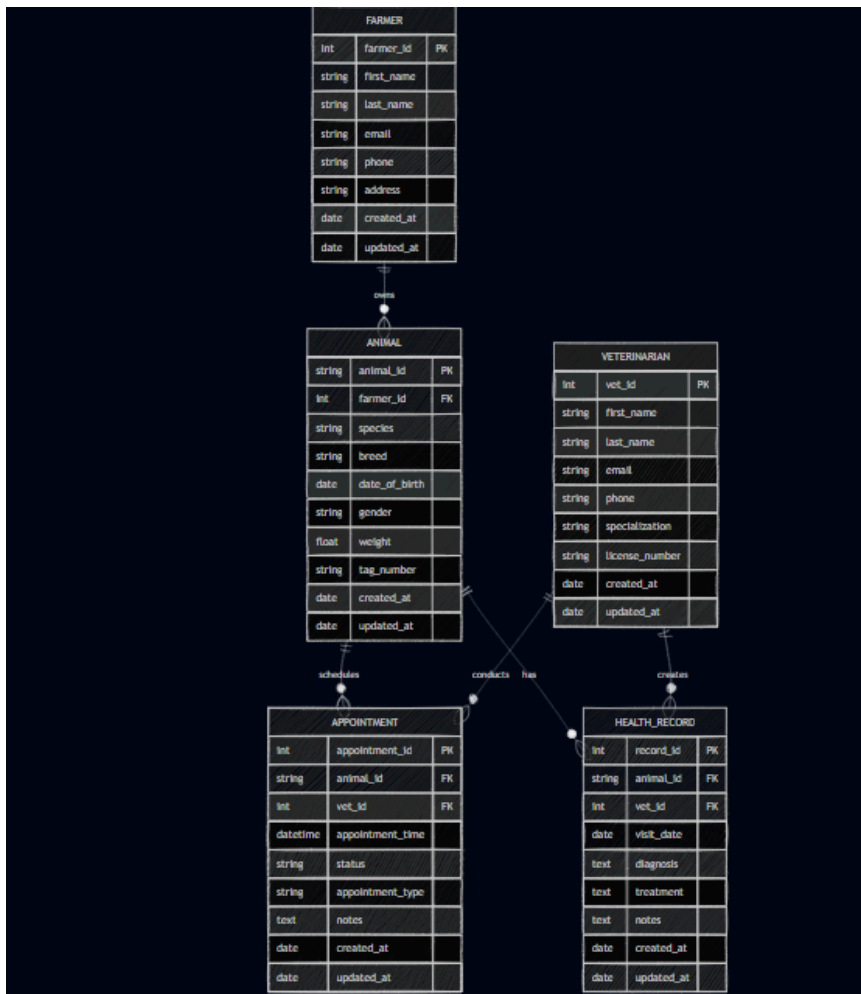 FARMER
int farmer_id PK
string first_name
string last_name
string email
string phone
string address
date created_at
date updated_at
owns
ANIMAL
string animal_id PK
int farmer_id FK
string species
string breed
date date_of_birth
string gender
float weight
string tag_number
date created_at
date updated_at
VETERINARIAN
int vet_id PK
string first_name
string last_name
string email
string phone
string specialization
string license_number
date created_at
date updated_at
schedules
conducts
has
creates
APPOINTMENT
int appointment_id PK
string animal_id FK
int vet_id FK
datetime appointment_time
string status
string appointment_type
text notes
date created_at
date updated_at
HEALTH_RECORD
int record_id PK
string animal_id FK
int vet_id FK
date visit_date
text diagnosis
text treatment
text notes
date created_at
date updated_at